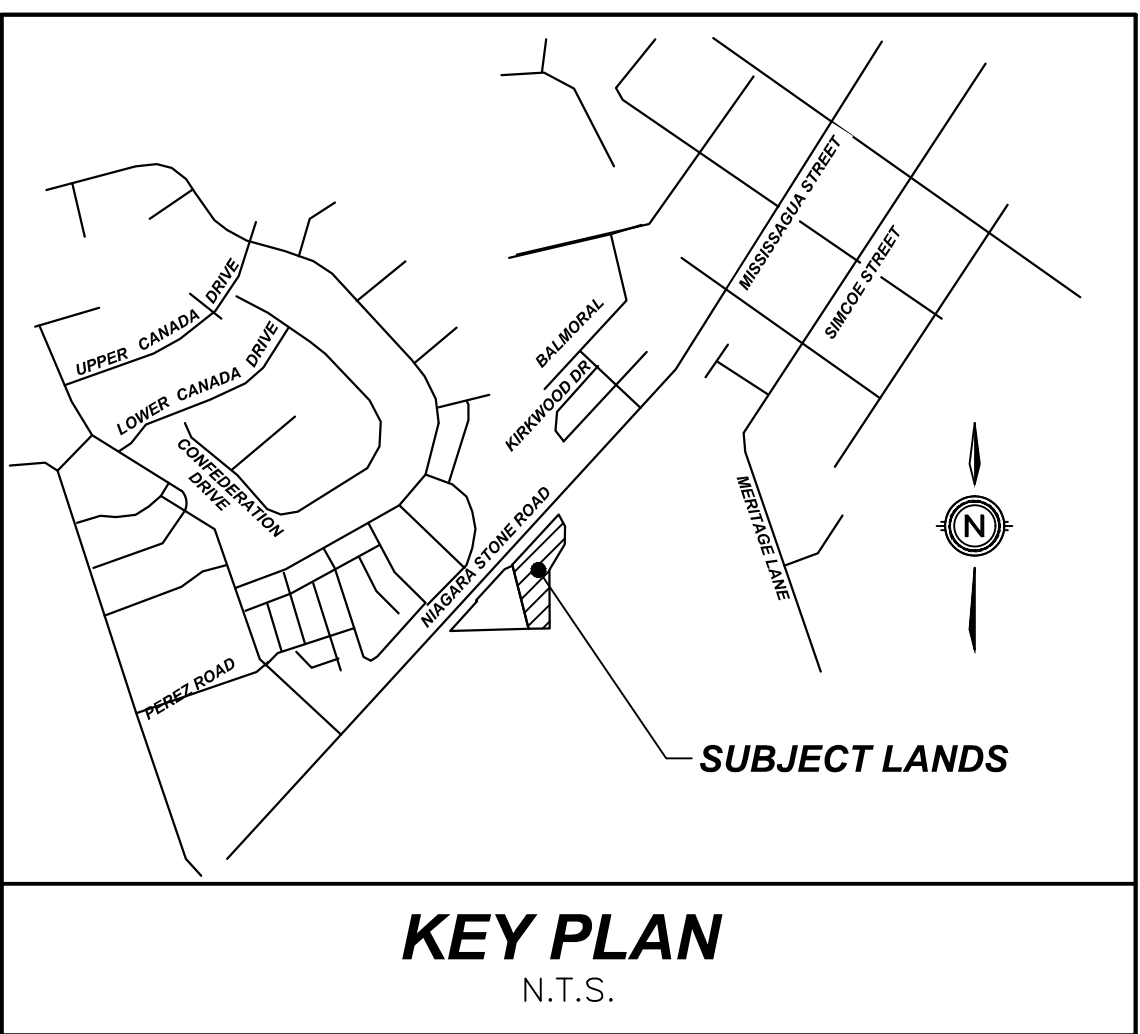 MISSISSAGUA STREET
SIMCOE STREET
UPPER CANADA DRIVE
LOWER CANADA DRIVE
BALMORAL
KIRKWOOD DR
CONFEDERATION
DRIVE
NIAGARA STONE ROAD
MERITAGE LANE
N
PEREZ ROAD
SUBJECT LANDS
KEY PLAN
N.T.S.